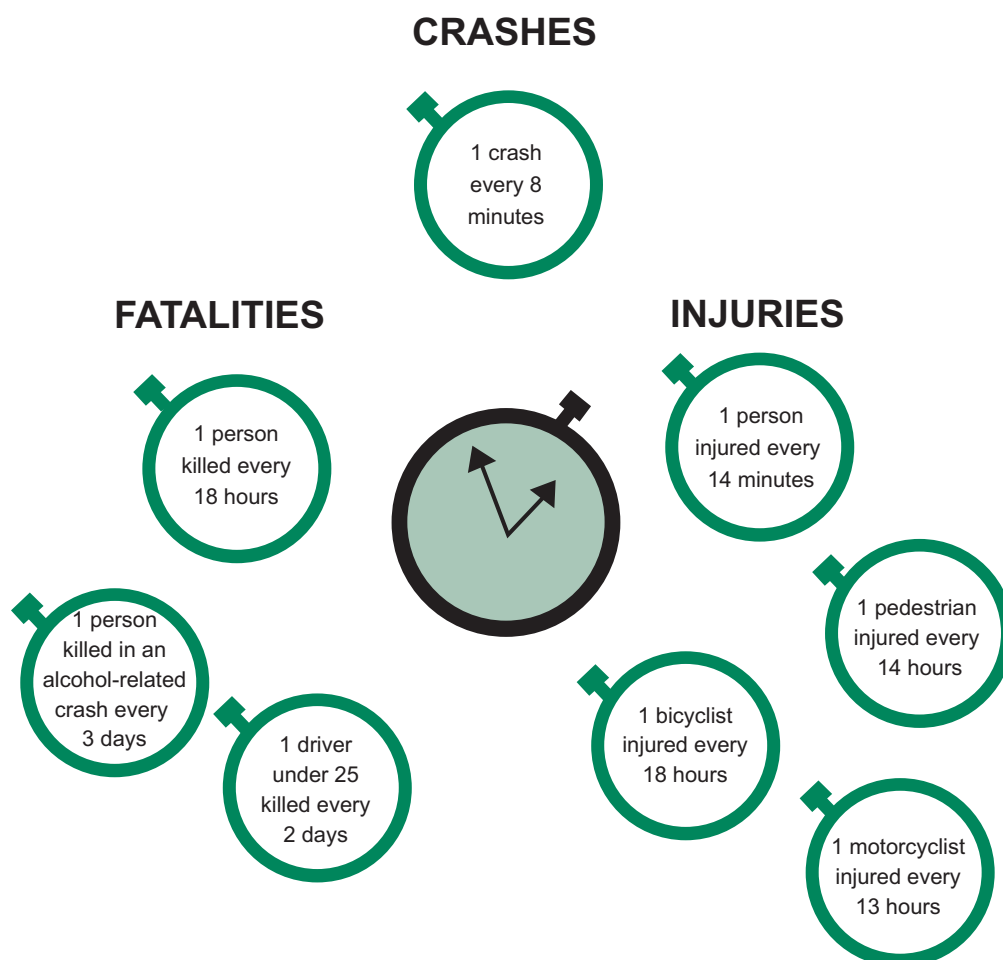 CRASHES
1 crash
every 8
minutes
FATALITIES
1 person
killed every
18 hours
1 person
killed in an
alcohol-related
crash every
3 days
1 driver
under 25
killed every
2 days
INJURIES
1 person
injured every
14 minutes
1 pedestrian
injured every
14 hours
1 bicyclist
injured every
18 hours
1 motorcyclist
injured every
13 hours